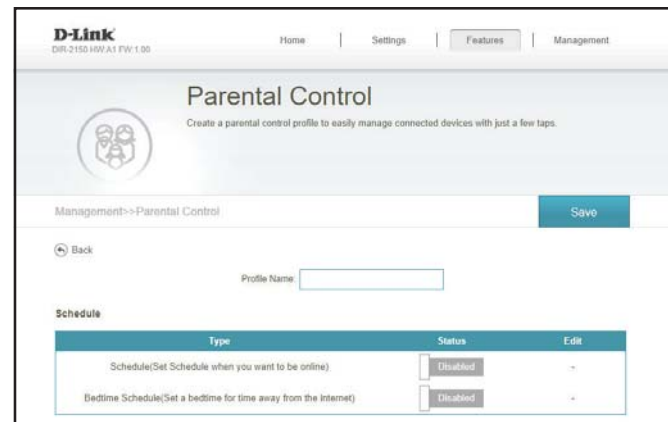 D-Link
DIR-2150 HW:A1 FW:1.00
Home | Settings | Features | Management
Parental Control
Create a parental control profile to easily manage connected devices with just a few taps.
Management>>Parental Control
Save
Back
Profile Name:
Schedule
Type Status Edit
Schedule(Set Schedule when you want to be online) Disabled -
Bedtime Schedule(Set a bedtime for time away from the internet) Disabled -